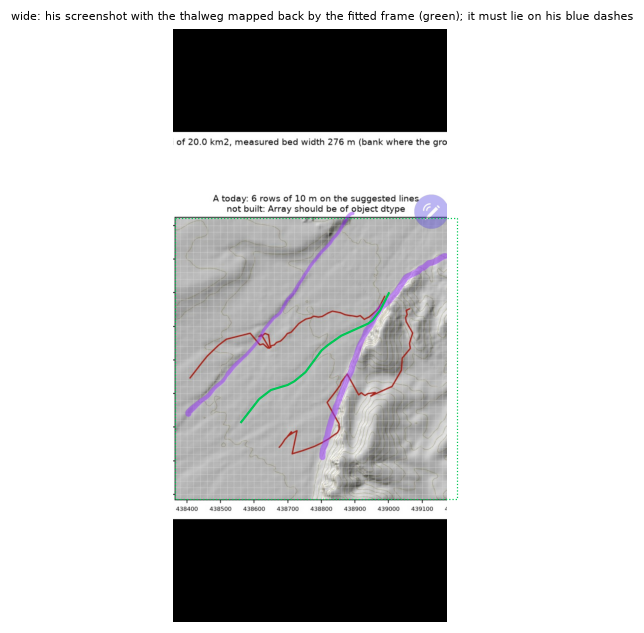 wide: his screenshot with the thalweg mapped back by the fitted frame (green); it must lie on his blue dashes
of 20.0 km2, measured bed width 276 m (bank where the gro
A today: 6 rows of 10 m on the suggested lines
not built: Array should be of object dtype
438400 438500 438600 438700 438800 438900 439000 439100 4